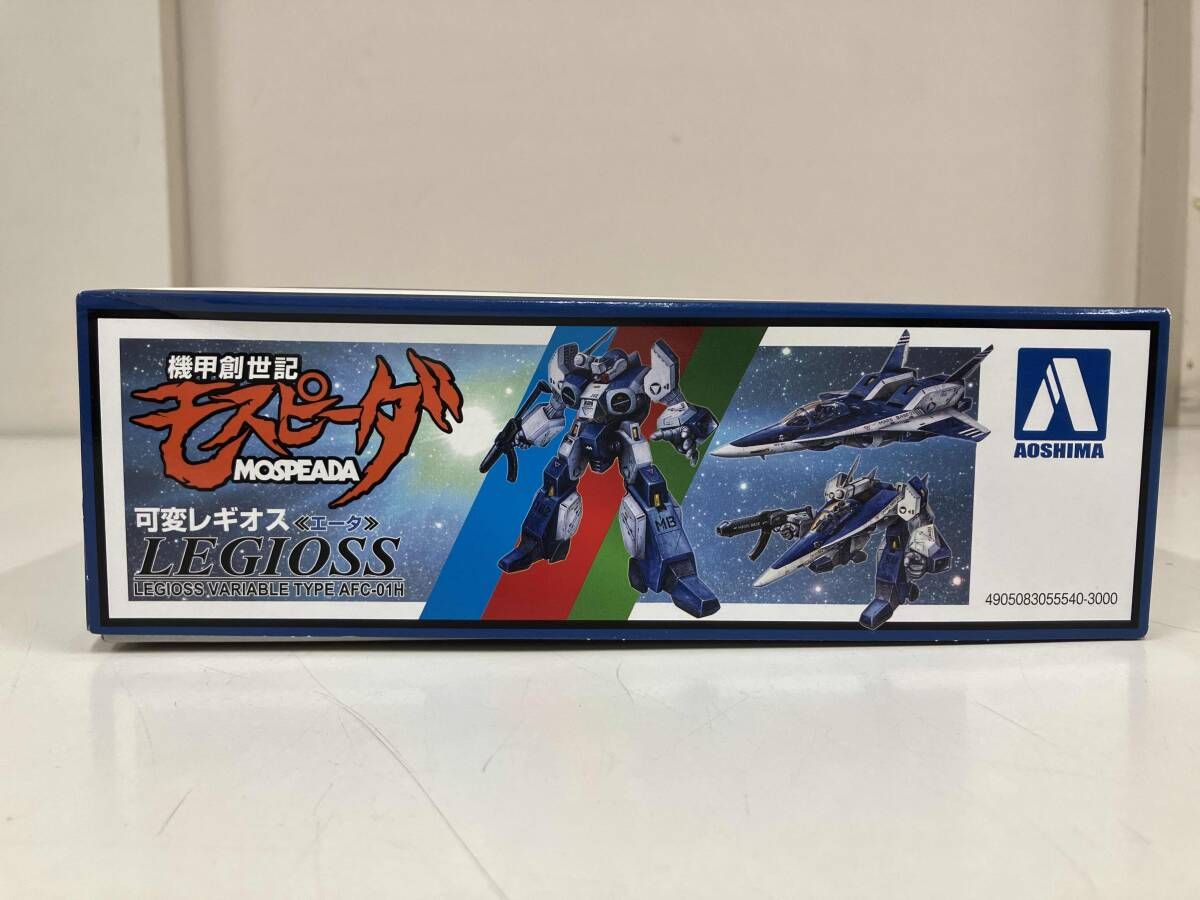 機甲創世記
モスピーダ
MOSPEADA
可変レギオス《エータ》
LEGIOSS
LEGIOSS VARIABLE TYPE AFC-01H
MB
AOSHIMA
4905083055540-3000